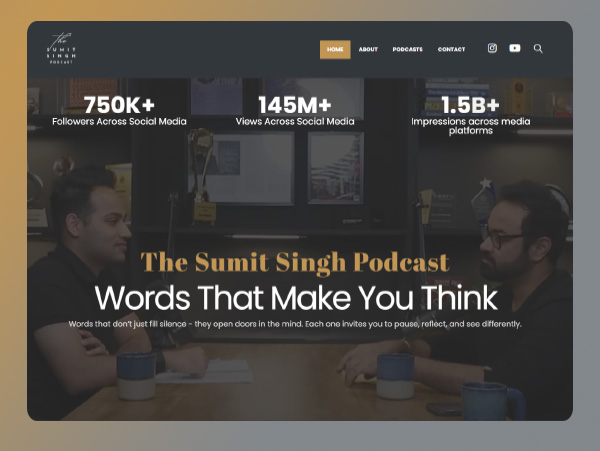 the
SUMIT
SINGH
PODCAST
HOME
ABOUT
PODCASTS
CONTACT
750K+
Followers Across Social Media
145M+
Views Across Social Media
1.5B+
Impressions across media
platforms
The Sumit Singh Podcast
Words That Make You Think
Words that don't just fill silence - they open doors in the mind. Each one invites you to pause, reflect, and see differently.